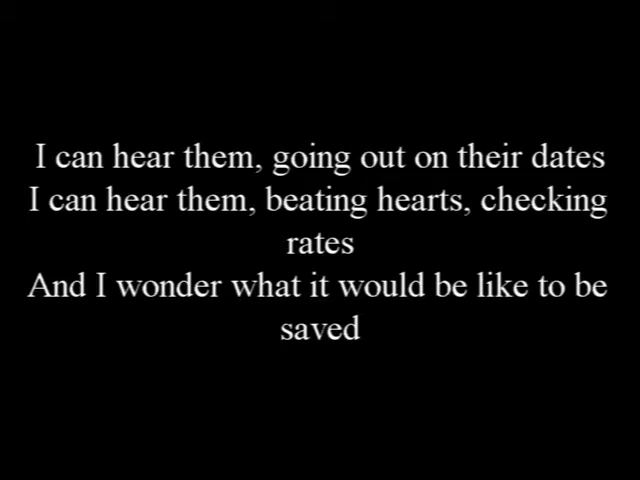 I can hear them, going out on their dates
I can hear them, beating hearts, checking
rates
And I wonder what it would be like to be
saved